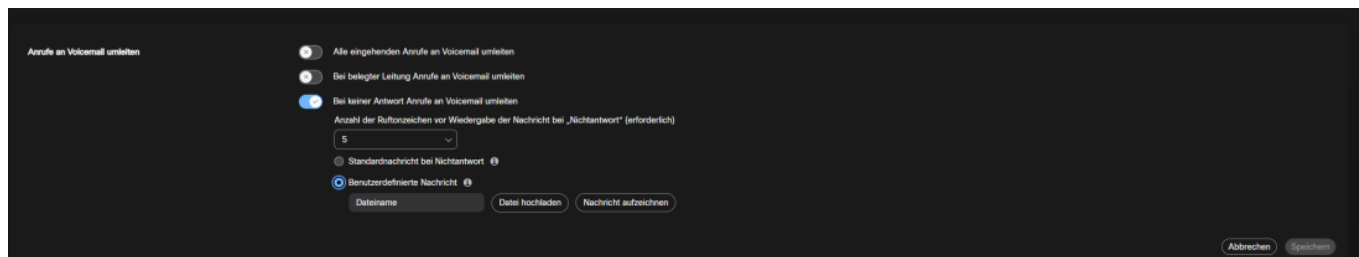 Anrufe an Voicemail umleiten
Alle eingehenden Anrufe an Voicemail umleiten
Bei belegter Leitung Anrufe an Voicemail umleiten
Bei keiner Antwort Anrufe an Voicemail umleiten
Anzahl der Ruftonzeichen vor Wiedergabe der Nachricht bei „Nichtantwort“ (erforderlich)
5
Standardnachricht bei Nichtantwort
Benutzerdefinierte Nachricht
Dateiname Datei hochladen Nachricht aufzeichnen
Abbrechen Speichern